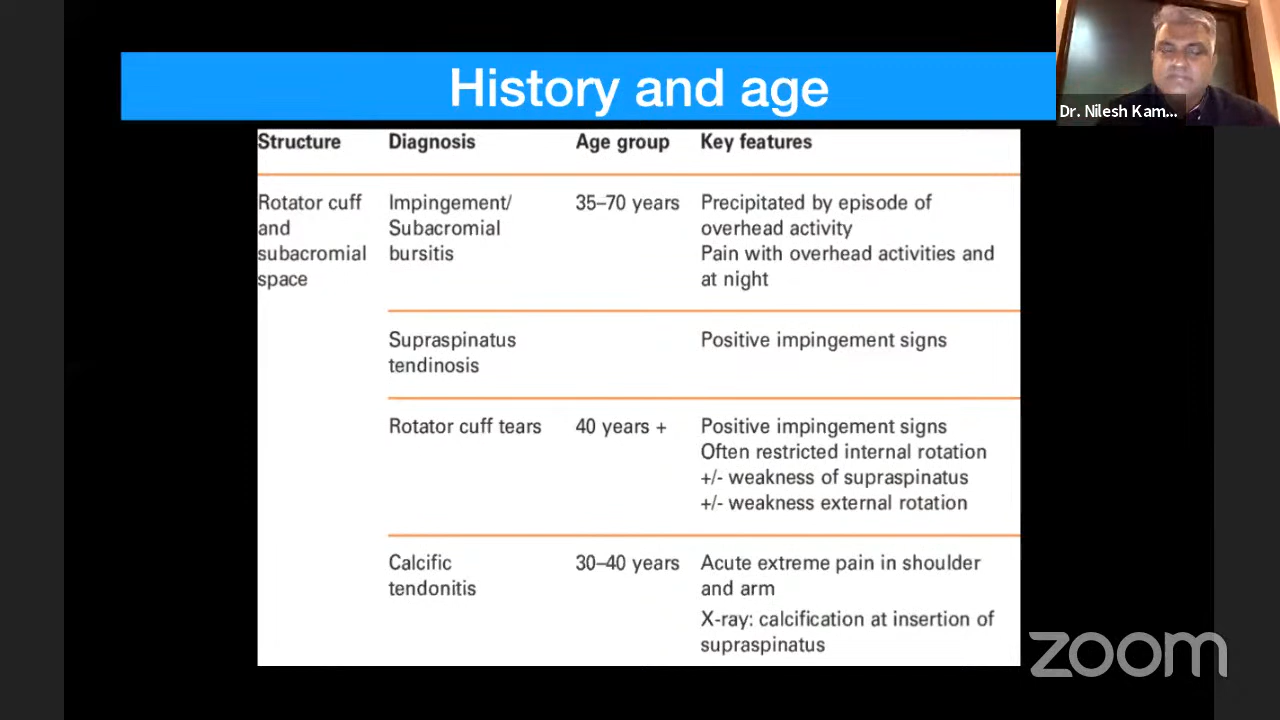 History and age
Dr. Nilesh Kam...
Structure Diagnosis Age group Key features
Rotator cuff Impingement/ 35–70 years Precipitated by episode of
and Subacromial overhead activity
subacromial bursitis Pain with overhead activities and
space at night
Supraspinatus Positive impingement signs
tendinosis
Rotator cuff tears 40 years + Positive impingement signs
Often restricted internal rotation
+/- weakness of supraspinatus
+/- weakness external rotation
Calcific 30–40 years Acute extreme pain in shoulder
tendonitis and arm
X-ray: calcification at insertion of
supraspinatus
zoom